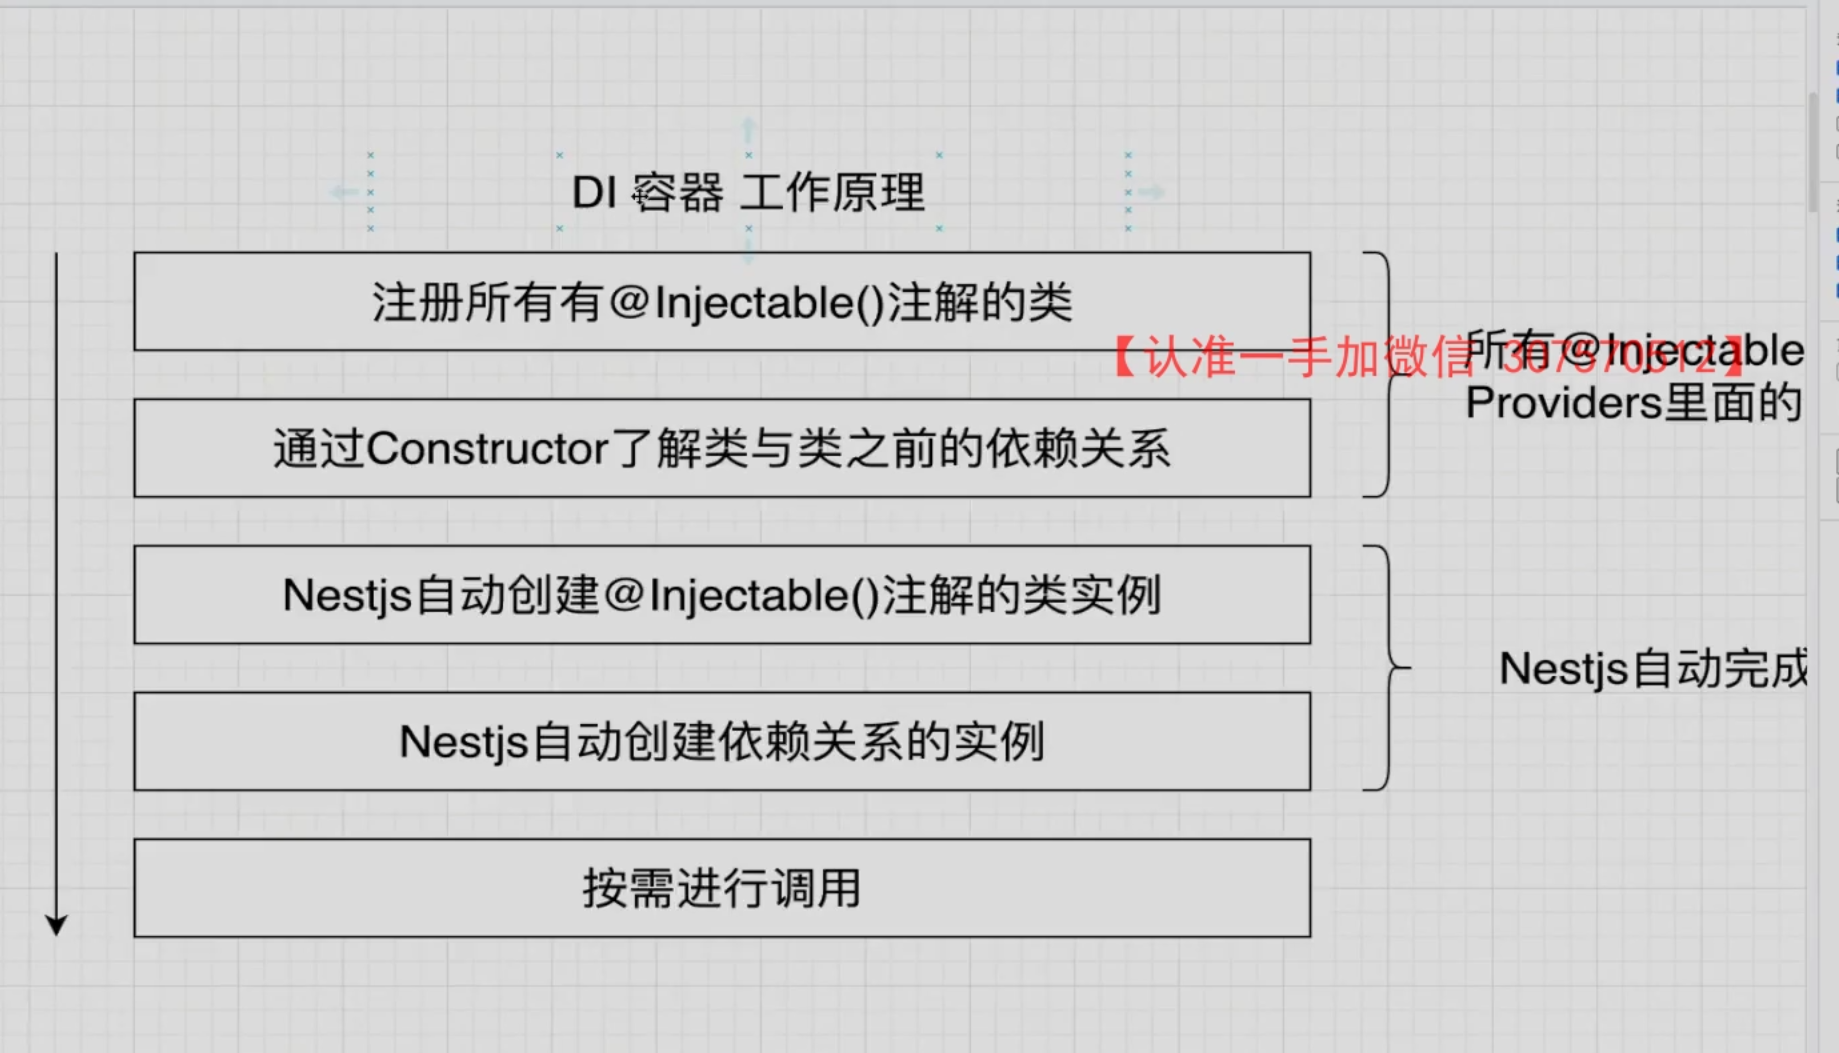 DI 容器 工作原理
注册所有有@Injectable()注解的类
【认准一手加微信 307570512】
所有@Injectable
Providers里面的
通过Constructor了解类与类之前的依赖关系
Nestjs自动创建@Injectable()注解的类实例
Nestjs自动完成
Nestjs自动创建依赖关系的实例
按需进行调用